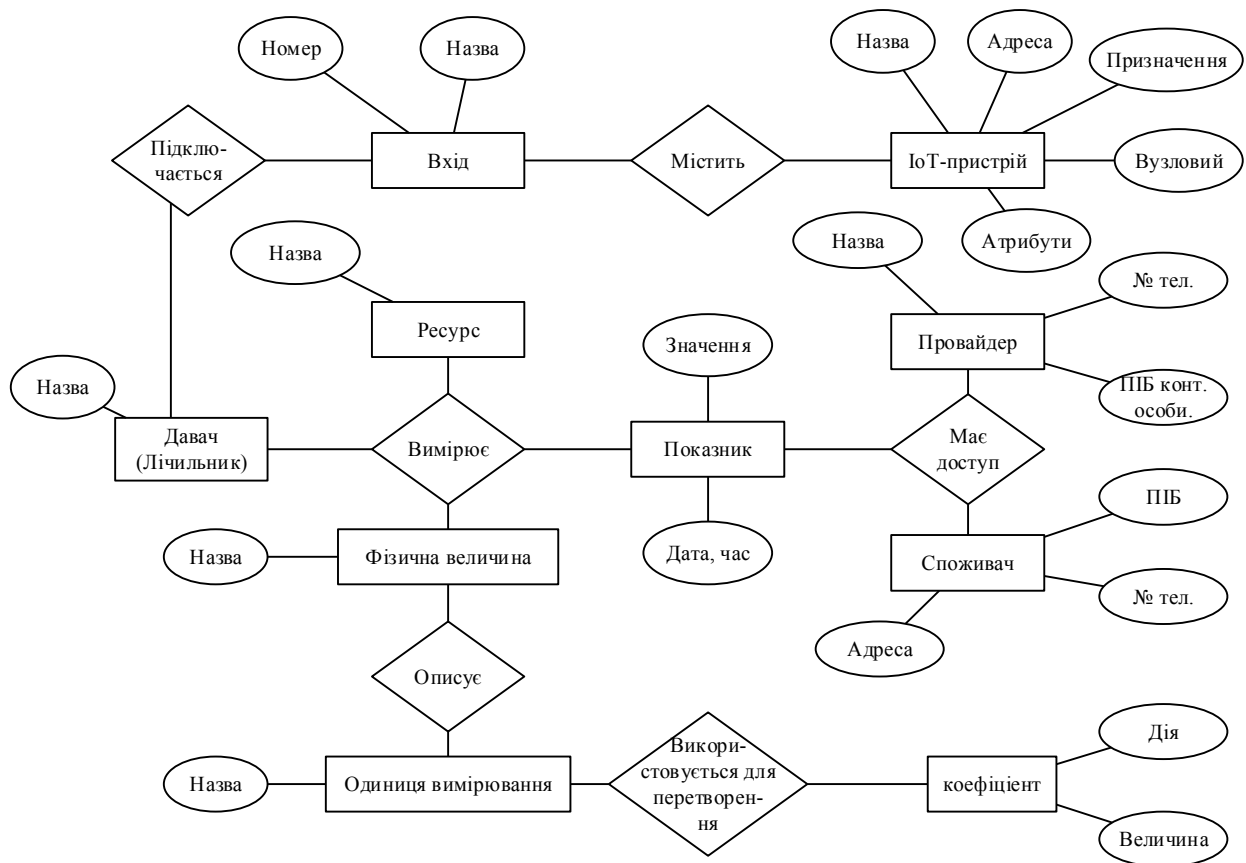 Номер
Назва
Назва
Адреса
Призначення
Підклю-
чається
Вхід
Містить
ІоТ-пристрій
Вузловий
Назва
Назва
Атрибути
№ тел.
Ресурс
Значення
Провайдер
Назва
ПІБ конт.
особи.
Давач
(Лічильник)
Вимірює
Показник
Має
доступ
ПІБ
Назва
Фізична величина
Дата, час
Споживач
№ тел.
Адреса
Описує
Дія
Назва
Одиниця вимірювання
Викори-
стовується для
перетворен-
ня
коефіцієнт
Величина